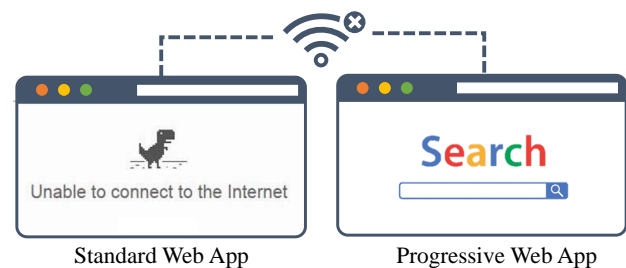 Unable to connect to the Internet
Search
Standard Web App
Progressive Web App